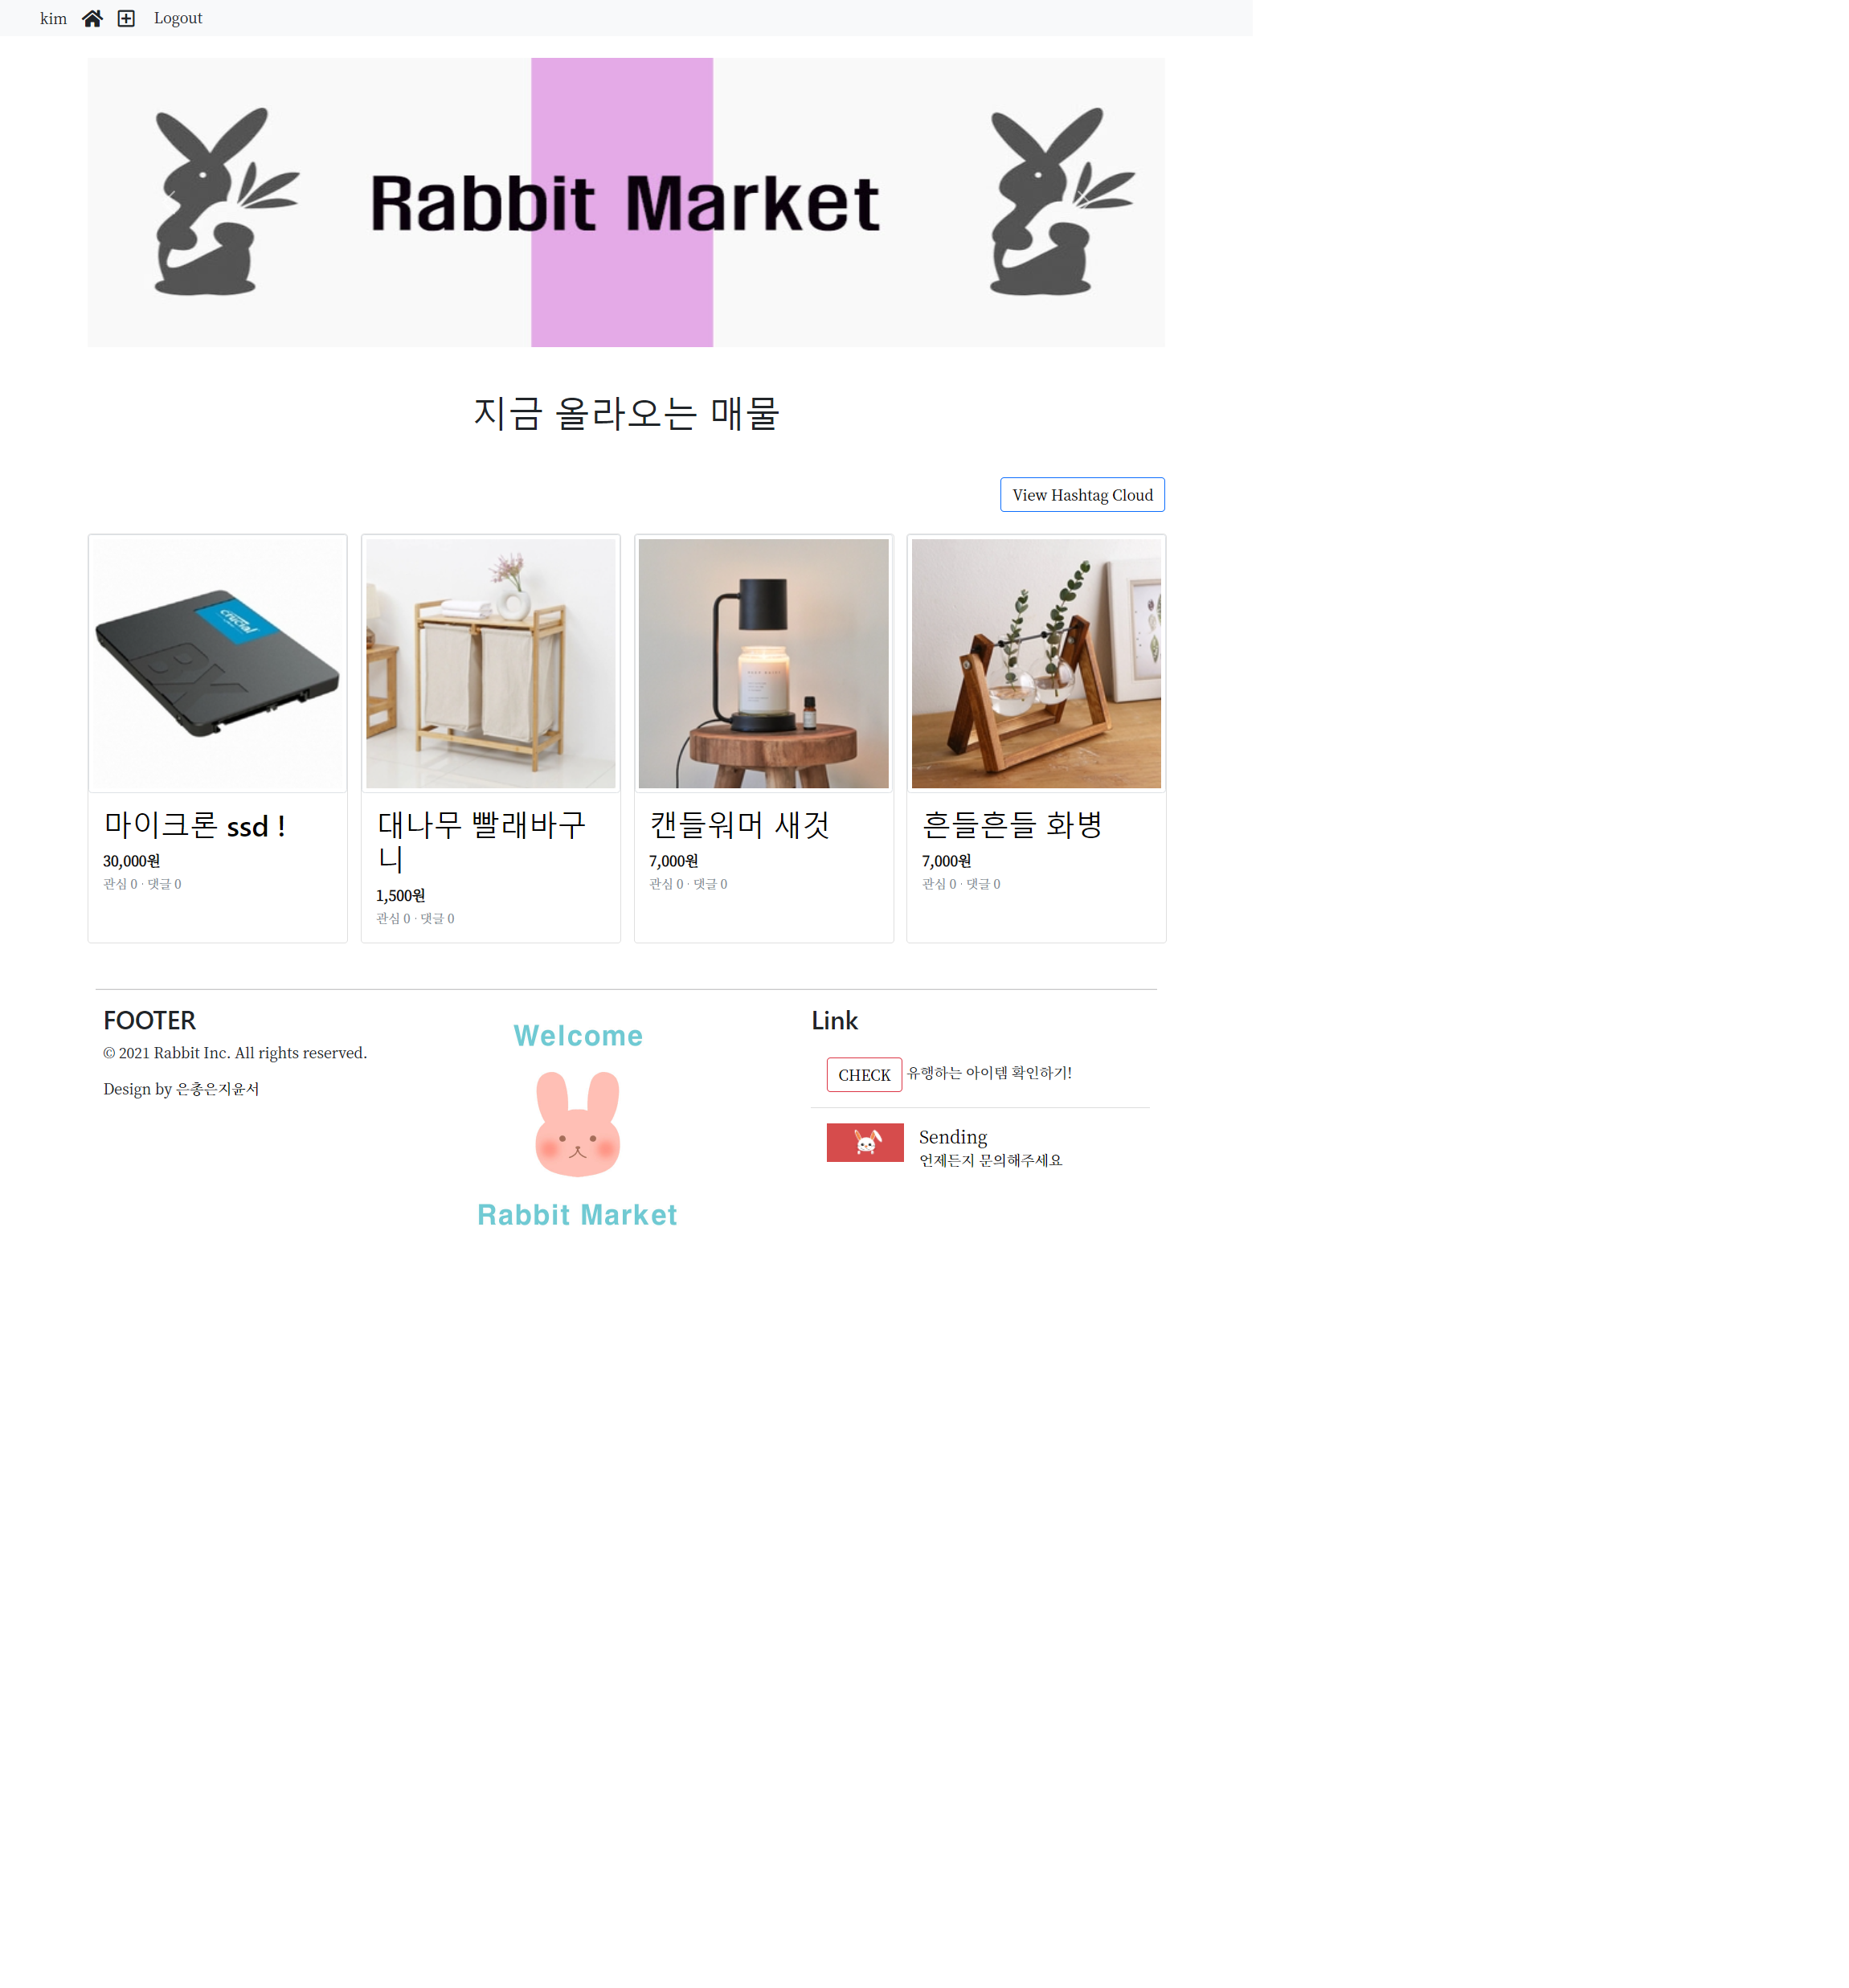 kim Logout
Rabbit Market
지금 올라오는 매물
View Hashtag Cloud
crucial
BX
마이크론 ssd !
30,000원
관심 0 · 댓글 0
대나무 빨래바구
니
1,500원
관심 0 · 댓글 0
캔들워머 새것
7,000원
관심 0 · 댓글 0
흔들흔들 화병
7,000원
관심 0 · 댓글 0
FOOTER
© 2021 Rabbit Inc. All rights reserved.
Design by 은총은지윤서
Welcome
Rabbit Market
Link
CHECK 유행하는 아이템 확인하기!
Sending
언제든지 문의해주세요